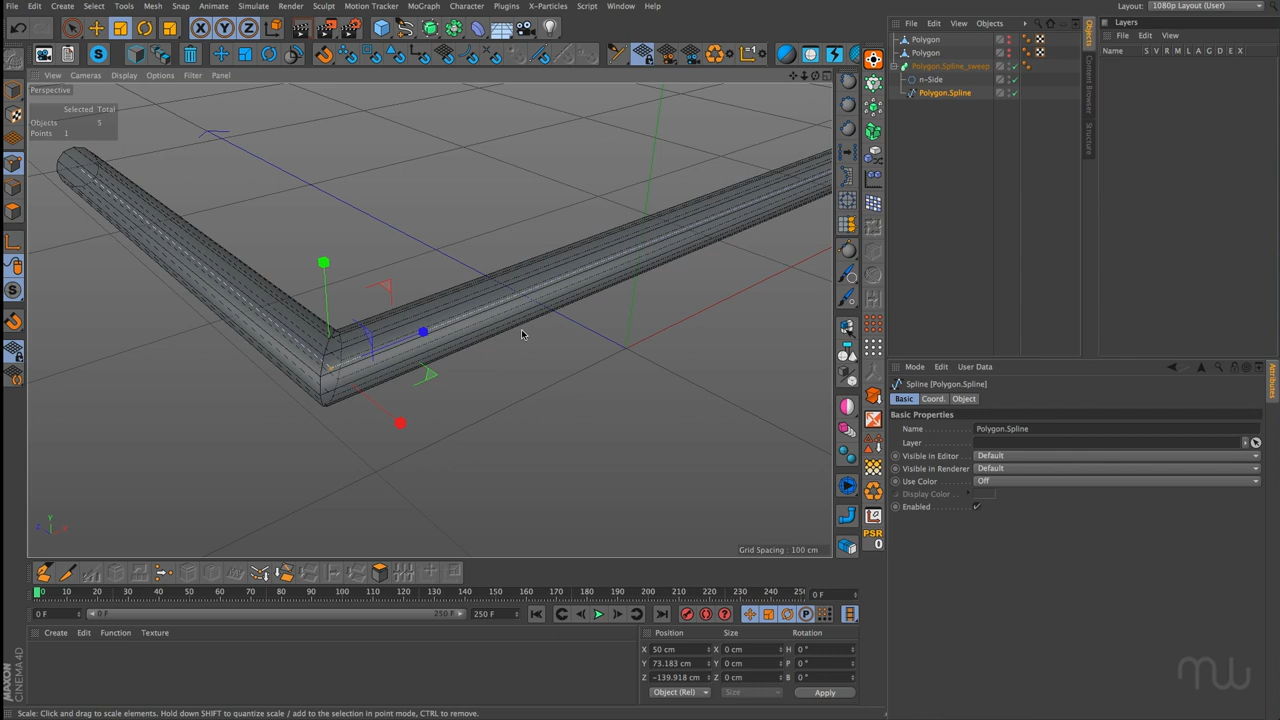 File Edit Create Select Tools Mesh Snap Animate Simulate Render Sculpt Motion Tracker MoGraph Character Plugins X-Particles Script Window Help
Layout: 1080p Layout (User)
View Cameras Display Options Filter Panel
Perspective
Selected Total
Objects 5
Points 1
Grid Spacing : 100 cm
PSR
0
File Edit View Objects
Polygon
Polygon
Polygon.Spline_sweep
n-Side
Polygon.Spline
Objects
Content Browser
Structure
Layers
File Edit View
Name S V R M L A G D E X
Mode Edit User Data
Spline [Polygon.Spline]
Basic Coord. Object
Basic Properties
Name Polygon.Spline
Layer
Visible in Editor Default
Visible in Renderer Default
Use Color Off
Display Color
Enabled
Attributes
0 10 20 30 40 50 60 70 80 90 100 110 120 130 140 150 160 170 180 190 200 210 220 230 240 0 F
0 F 0 F 250 F 250 F
Create Edit Function Texture
Position Size Rotation
X 50 cm X 0 cm H 0 °
Y 73.183 cm Y 0 cm P 0 °
Z -139.918 cm Z 0 cm B 0 °
Object (Rel) Size Apply
MAXON
CINEMA 4D
Scale: Click and drag to scale elements. Hold down SHIFT to quantize scale / add to the selection in point mode, CTRL to remove.